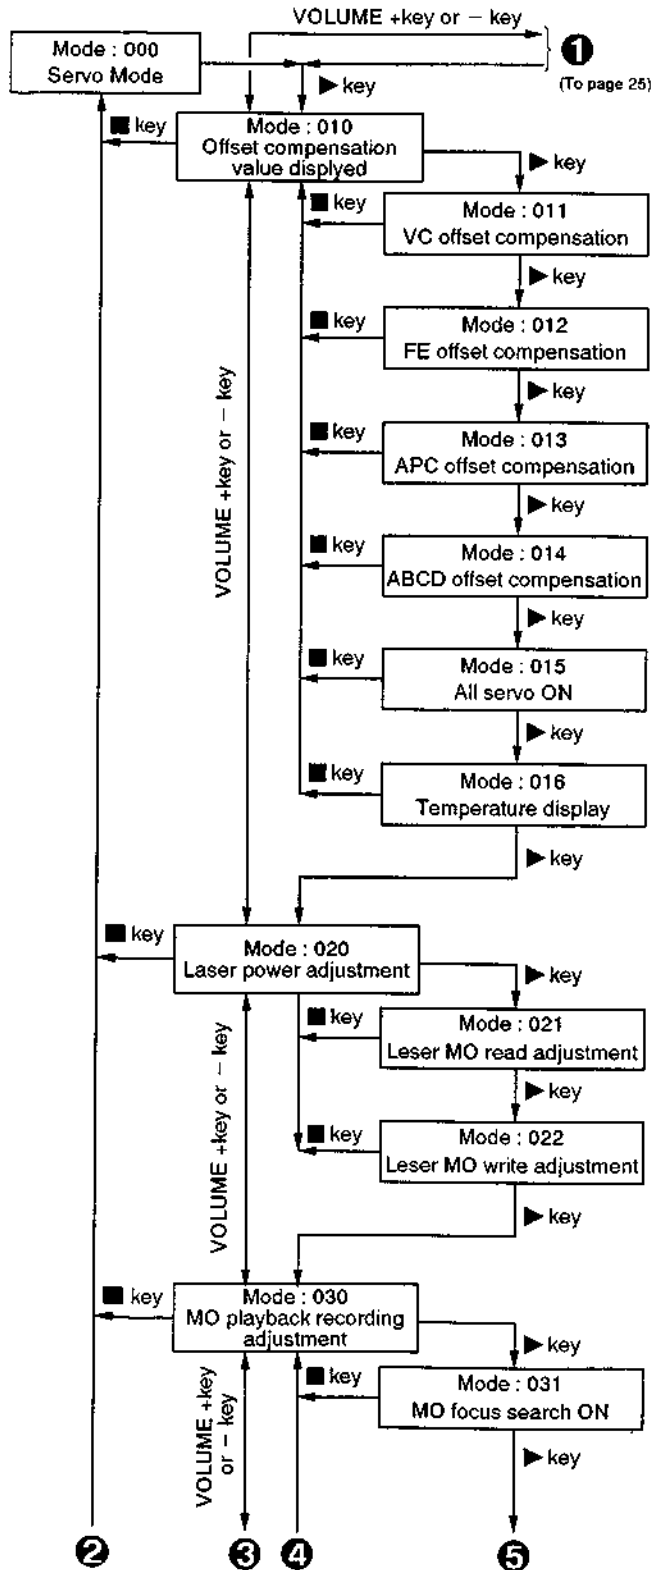 VOLUME +key or − key
Mode : 000
Servo Mode
❶
(To page 25)
▶ key
■ key
Mode : 010
Offset compensation
value displyed
▶ key
■ key
Mode : 011
VC offset compensation
▶ key
■ key
Mode : 012
FE offset compensation
▶ key
VOLUME +key or − key
■ key
Mode : 013
APC offset compensation
▶ key
■ key
Mode : 014
ABCD offset compensation
▶ key
■ key
Mode : 015
All servo ON
▶ key
■ key
Mode : 016
Temperature display
▶ key
■ key
Mode : 020
Laser power adjustment
▶ key
■ key
Mode : 021
Leser MO read adjustment
▶ key
VOLUME +key or − key
■ key
Mode : 022
Leser MO write adjustment
▶ key
■ key
Mode : 030
MO playback recording
adjustment
▶ key
■ key
Mode : 031
MO focus search ON
VOLUME +key
or − key
▶ key
❷
❸
❹
❺